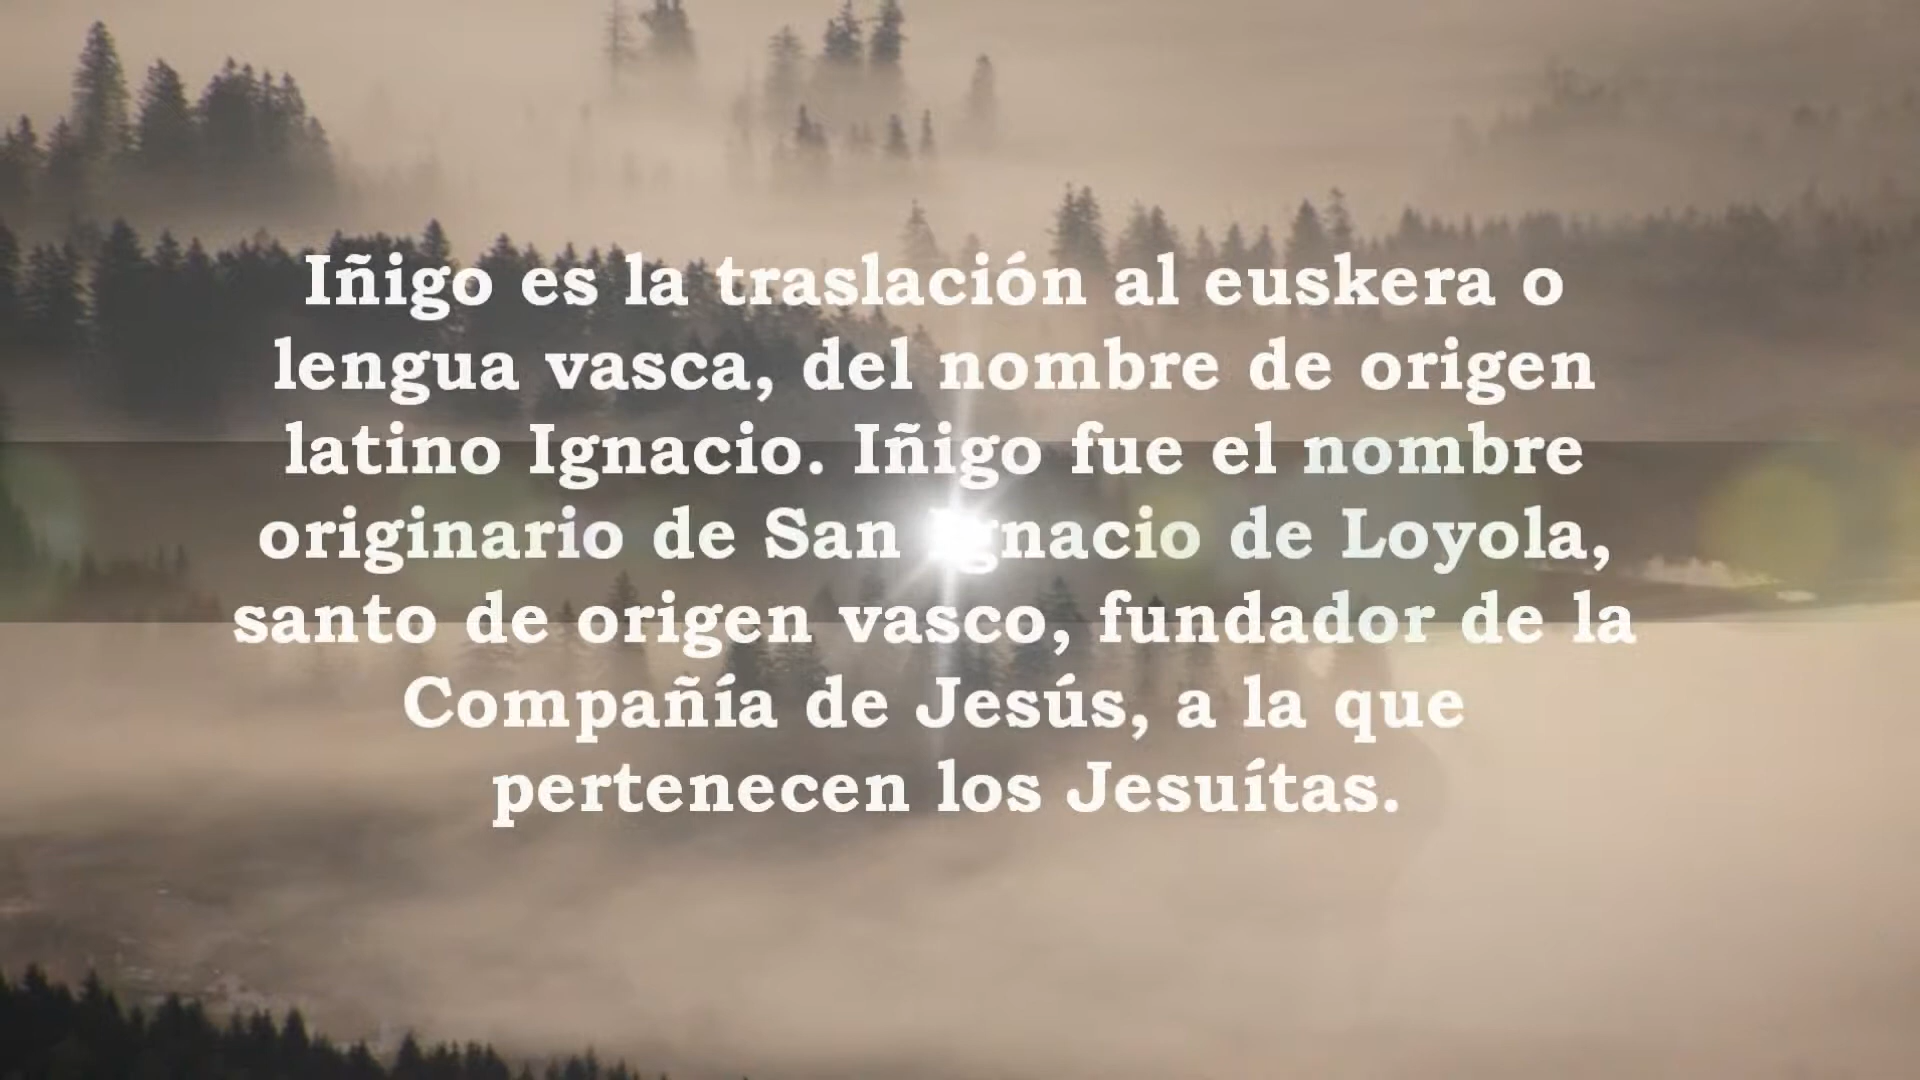 Iñigo es la traslación al euskera o
lengua vasca, del nombre de origen
latino Ignacio. Iñigo fue el nombre
originario de San Ignacio de Loyola,
santo de origen vasco, fundador de la
Compañía de Jesús, a la que
pertenecen los Jesuítas.